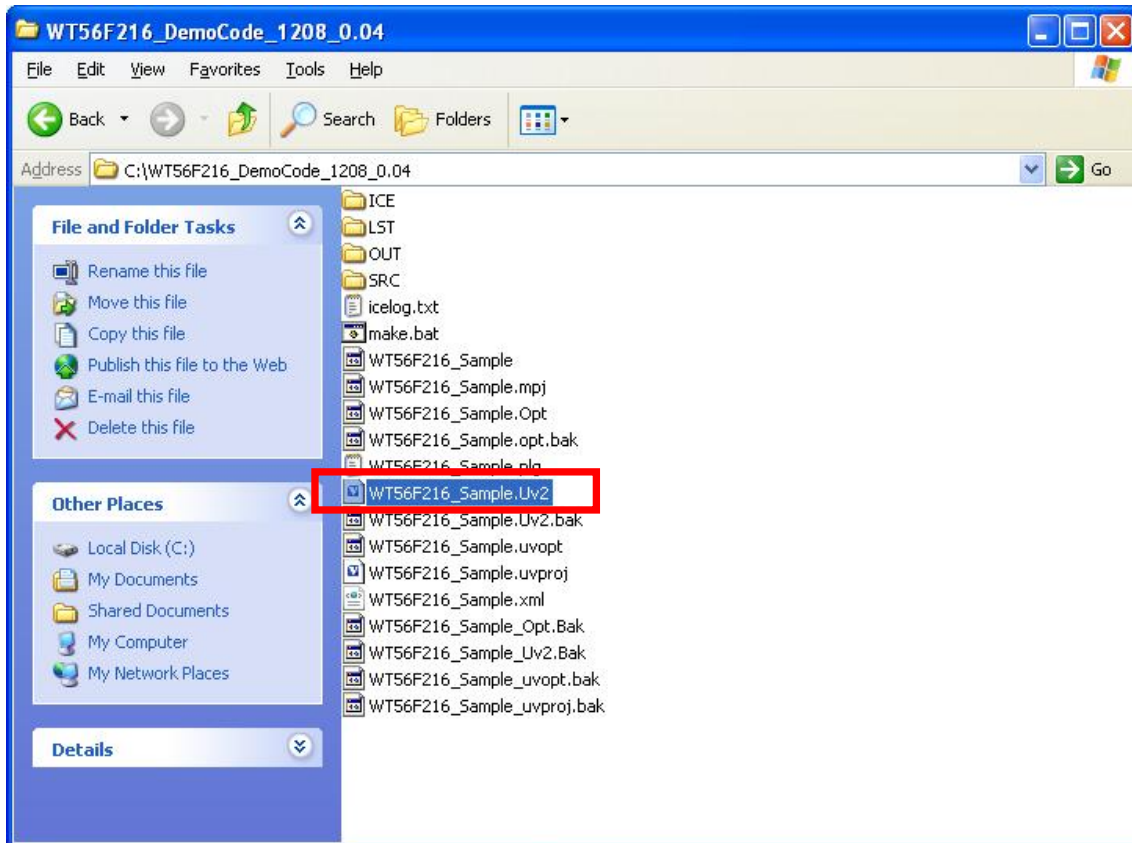 WT56F216_DemoCode_1208_0.04
File Edit View Favorites Tools Help
Back Search Folders
Address C:\WT56F216_DemoCode_1208_0.04 Go
File and Folder Tasks
Rename this file
Move this file
Copy this file
Publish this file to the Web
E-mail this file
Delete this file
Other Places
Local Disk (C:)
My Documents
Shared Documents
My Computer
My Network Places
Details
ICE
LST
OUT
SRC
icelog.txt
make.bat
WT56F216_Sample
WT56F216_Sample.mpj
WT56F216_Sample.Opt
WT56F216_Sample.opt.bak
WT56F216_Sample.plg
WT56F216_Sample.Uv2
WT56F216_Sample.Uv2.bak
WT56F216_Sample.uvopt
WT56F216_Sample.uvproj
WT56F216_Sample.xml
WT56F216_Sample_Opt.Bak
WT56F216_Sample_Uv2.Bak
WT56F216_Sample_uvopt.bak
WT56F216_Sample_uvproj.bak